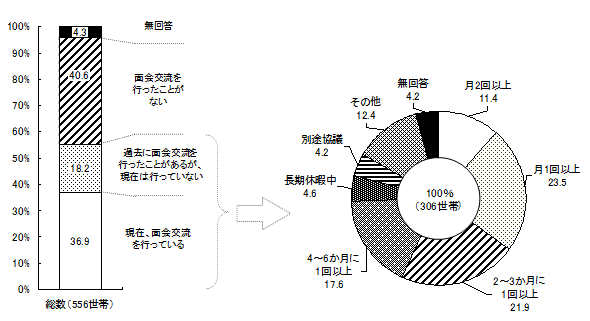 100%
90%
80%
70%
60%
50%
40%
30%
20%
10%
0%
4.3
40.6
18.2
36.9
総数（556世帯）
無回答
面会交流を
行ったことが
ない
過去に面会交流を
行ったことがあるが、
現在は行っていない
現在、面会交流
を行っている
100%
（306世帯）
月2回以上
11.4
月1回以上
23.5
2～3か月に
1回以上
21.9
4～6か月に
1回以上
17.6
長期休暇中
4.6
別途協議
4.2
その他
12.4
無回答
4.2